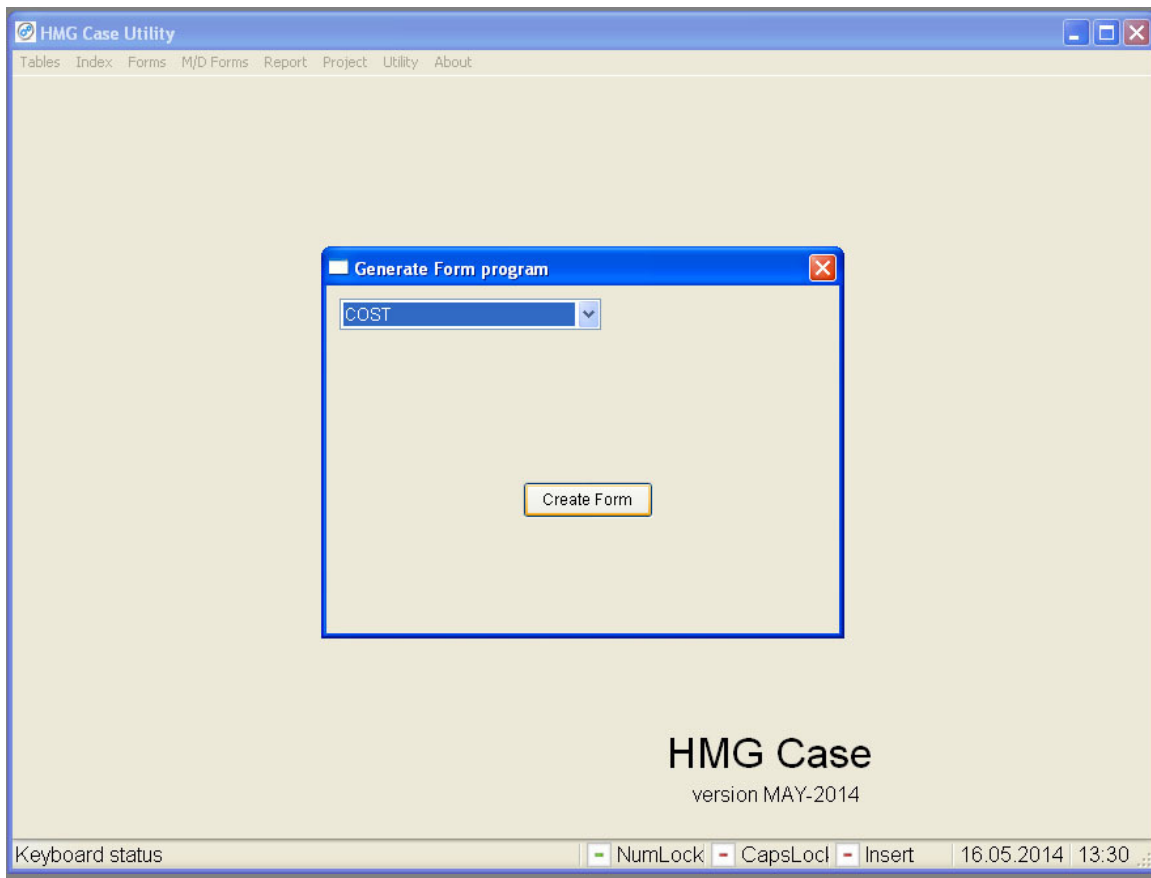 HMG Case Utility
Tables Index Forms M/D Forms Report Project Utility About
Generate Form program
COST
Create Form
HMG Case
version MAY-2014
Keyboard status NumLock CapsLocl Insert 16.05.2014 13:30